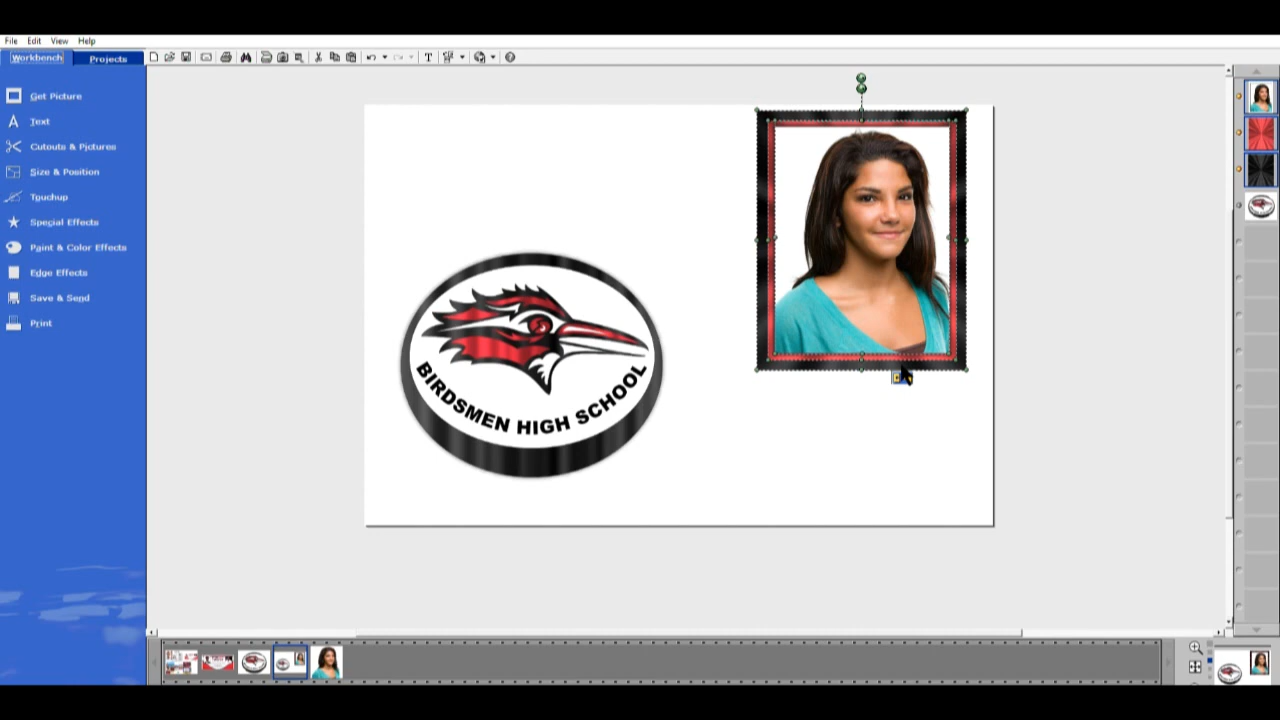 File Edit View Help
Workbench Projects
T
Get Picture
A Text
Cutouts & Pictures
Size & Position
Touchup
Special Effects
Paint & Color Effects
Edge Effects
Save & Send
Print
BIRDSMEN HIGH SCHOOL